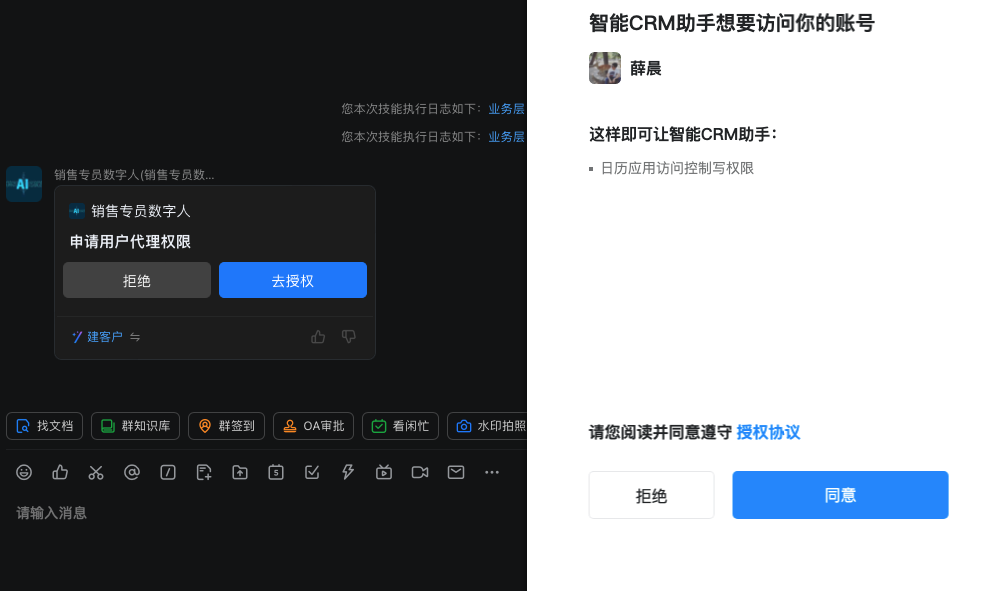 您本次技能执行日志如下：业务层
您本次技能执行日志如下：业务层
AI
销售专员数字人(销售专员数...
AI 销售专员数字人
申请用户代理权限
拒绝
去授权
建客户
找文档
群知识库
群签到
OA审批
看闲忙
水印拍照
5
请输入消息
智能CRM助手想要访问你的账号
薛晨
这样即可让智能CRM助手：
日历应用访问控制写权限
请您阅读并同意遵守 授权协议
拒绝
同意